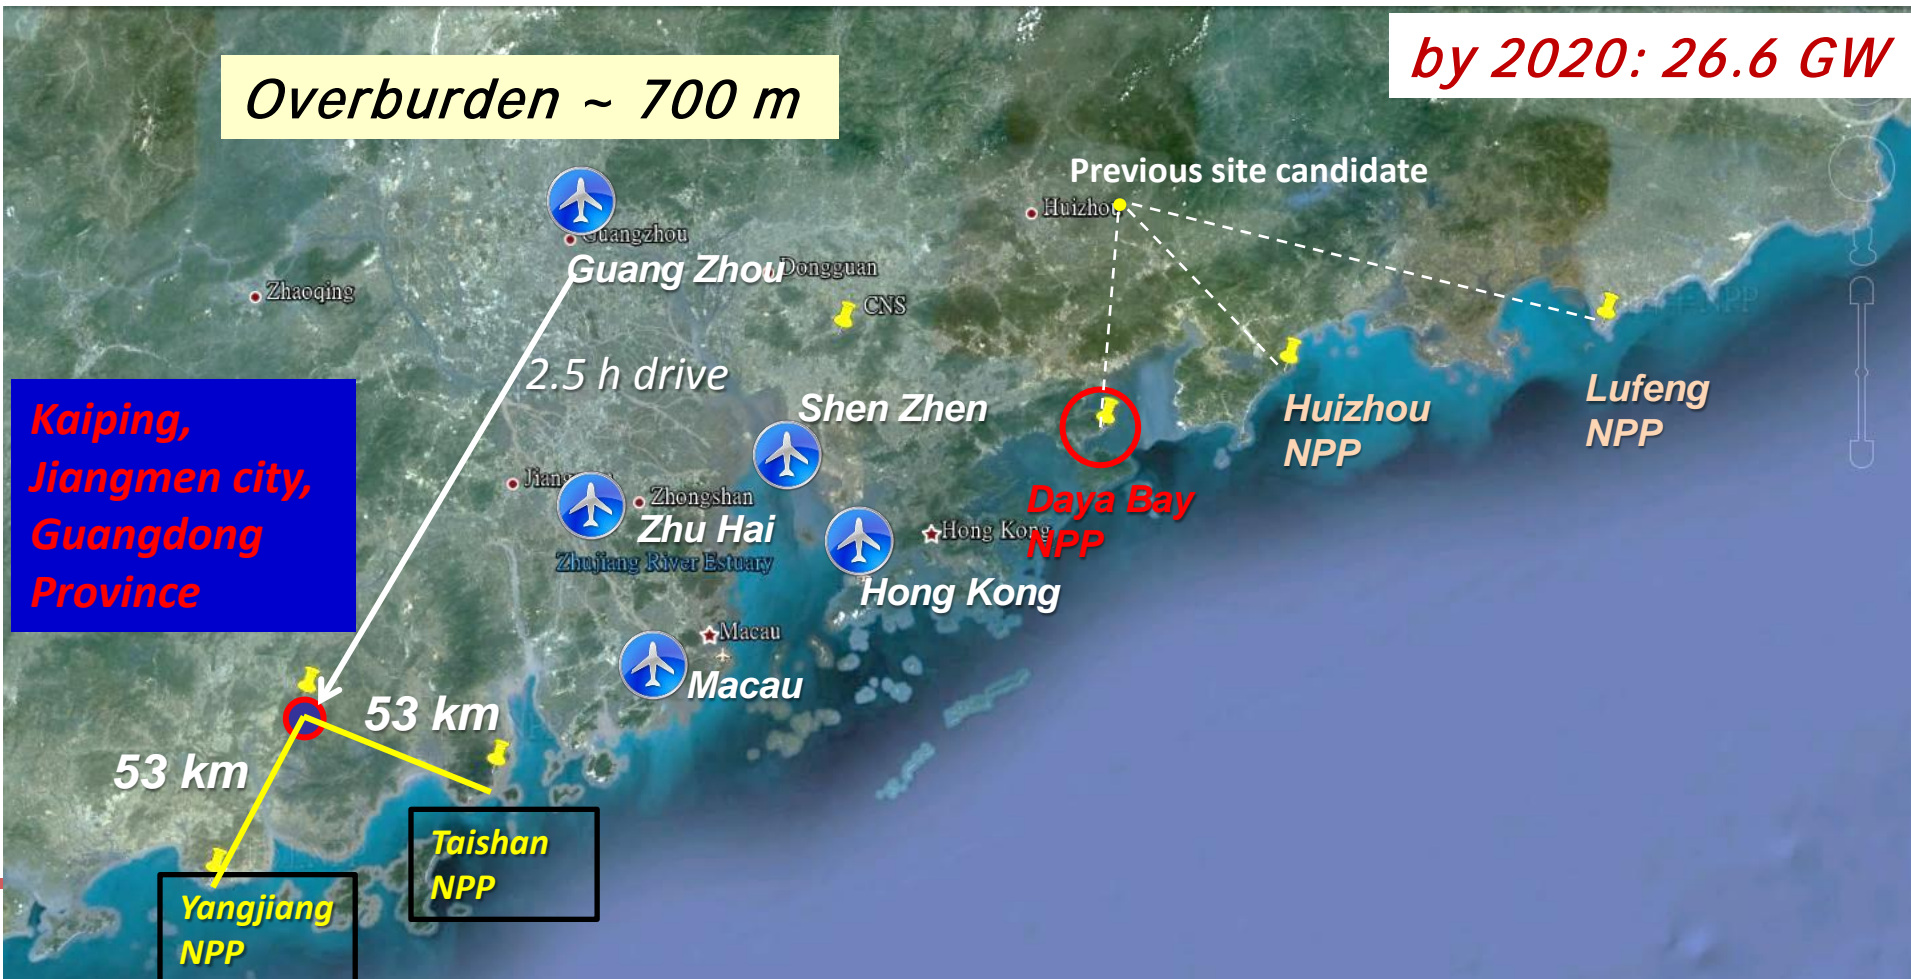 by 2020: 26.6 GW
Overburden ~ 700 m
Previous site candidate
Huizhou
Guangzhou
Guang Zhou
Dongguan
Zhaoqing
CNS
2.5 h drive
Kaiping,
Jiangmen city,
Guangdong
Province
Shen Zhen
Huizhou
NPP
Lufeng
NPP
Zhongshan
Zhu Hai
Zhujiang River Estuary
Daya Bay
NPP
Hong Kong
Hong Kong
Macau
Macau
53 km
53 km
Taishan
NPP
Yangjiang
NPP